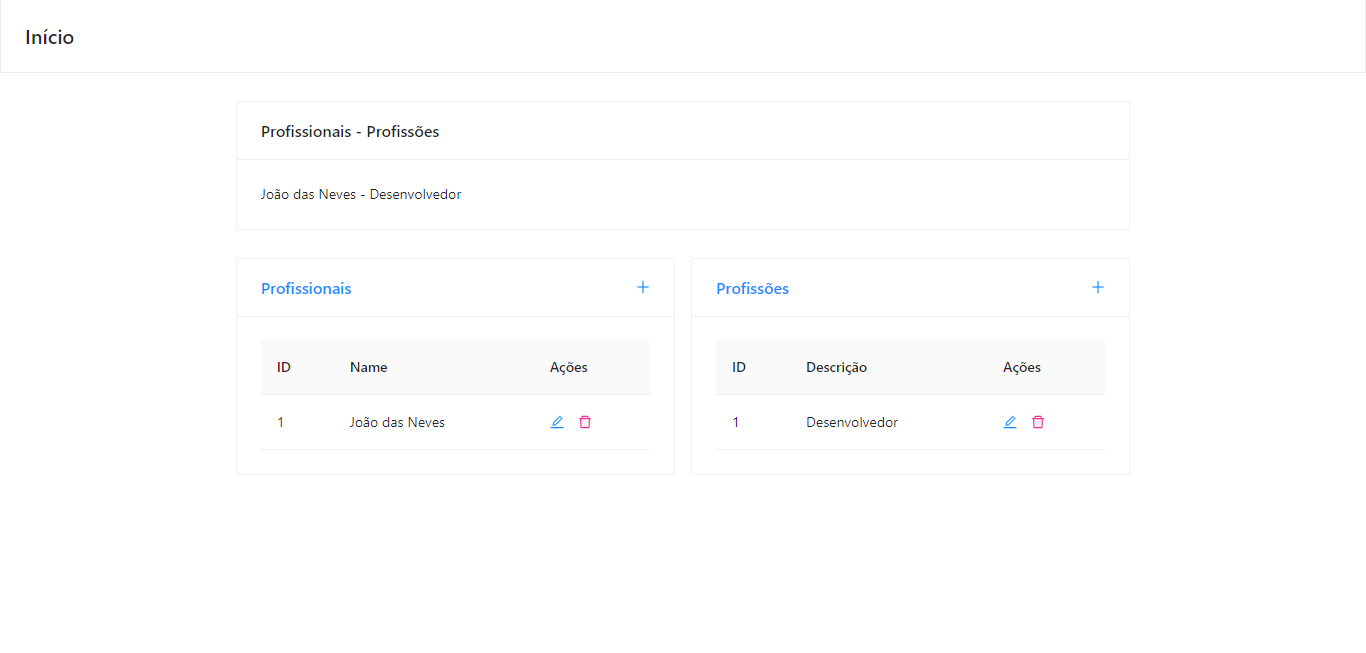 Início
Profissionais - Profissões
João das Neves - Desenvolvedor
Profissionais
ID Name Ações
1 João das Neves
Profissões
ID Descrição Ações
1 Desenvolvedor